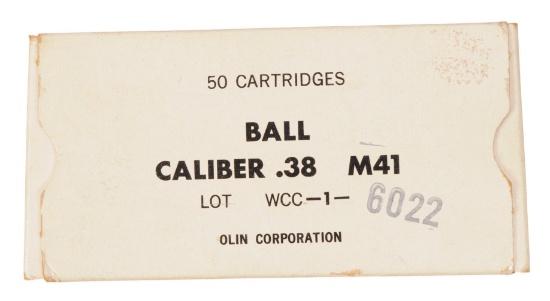 50 CARTRIDGES
BALL
CALIBER .38 M41
LOT WCC—1— 6022
OLIN CORPORATION